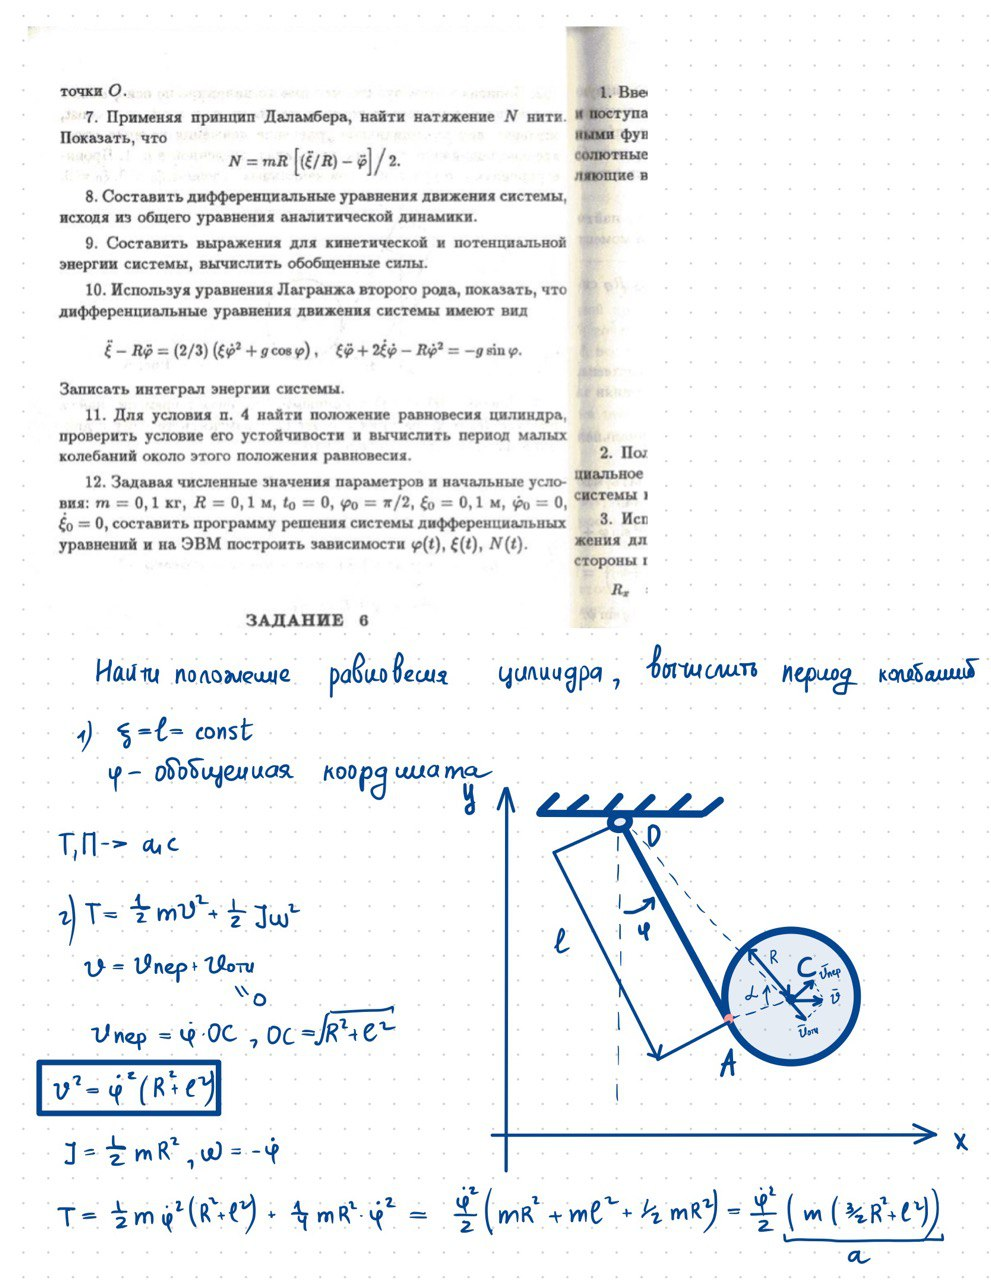 точки O.
7. Применяя принцип Даламбера, найти натяжение N нити.
Показать, что
N = mR [(ξ̈/R) − φ̈] / 2.
8. Составить дифференциальные уравнения движения системы,
исходя из общего уравнения аналитической динамики.
9. Составить выражения для кинетической и потенциальной
энергии системы, вычислить обобщенные силы.
10. Используя уравнения Лагранжа второго рода, показать, что
дифференциальные уравнения движения системы имеют вид
ξ̈ − Rφ̈ = (2/3) (ξφ̇² + g cos φ), ξφ̈ + 2ξ̇φ̇ − Rφ̇² = −g sin φ.
Записать интеграл энергии системы.
11. Для условия п. 4 найти положение равновесия цилиндра,
проверить условие его устойчивости и вычислить период малых
колебаний около этого положения равновесия.
12. Задавая численные значения параметров и начальные усло-
вия: m = 0,1 кг, R = 0,1 м, t₀ = 0, φ₀ = π/2, ξ₀ = 0,1 м, φ̇₀ = 0,
ξ̇₀ = 0, составить программу решения системы дифференциальных
уравнений и на ЭВМ построить зависимости φ(t), ξ(t), N(t).
ЗАДАНИЕ 6
1. Вве
и поступа
ными фун
солютные
ляющие в
2. Пол
циальное
системы
3. Исп
жения дл
стороны
Rₓ
Найти положение равновесия цилиндра, вычислить период колебаний
1) ξ = l = const
φ – обобщенная координата
T, П -> a, c
2) T = 1/2 mv² + 1/2 Jω²
v = vпер + vотн
" 0
vпер = φ̇ · OC, OC = √R² + l²
v² = φ̇² (R² + l²)
J = 1/2 mR², ω = -φ̇
T = 1/2 m φ̇² (R² + l²) + 1/4 mR² · φ̇² = φ̇²/2 (mR² + ml² + 1/2 mR²) = φ̇²/2 (m (3/2 R² + l²))
a
y
O
φ
l
R
C
v̄пер
α
v̄
v̄отн
A
x